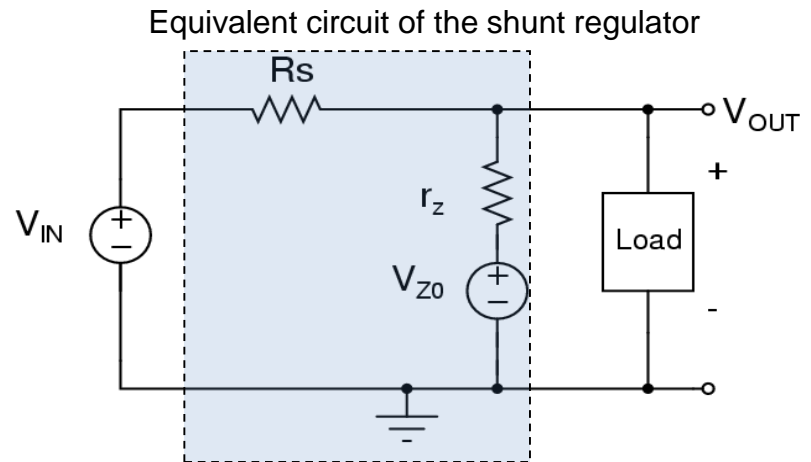 Equivalent circuit of the shunt regulator
Rs
V_OUT
+
r_z
V_IN
+
−
Load
V_Z0
+
−
-